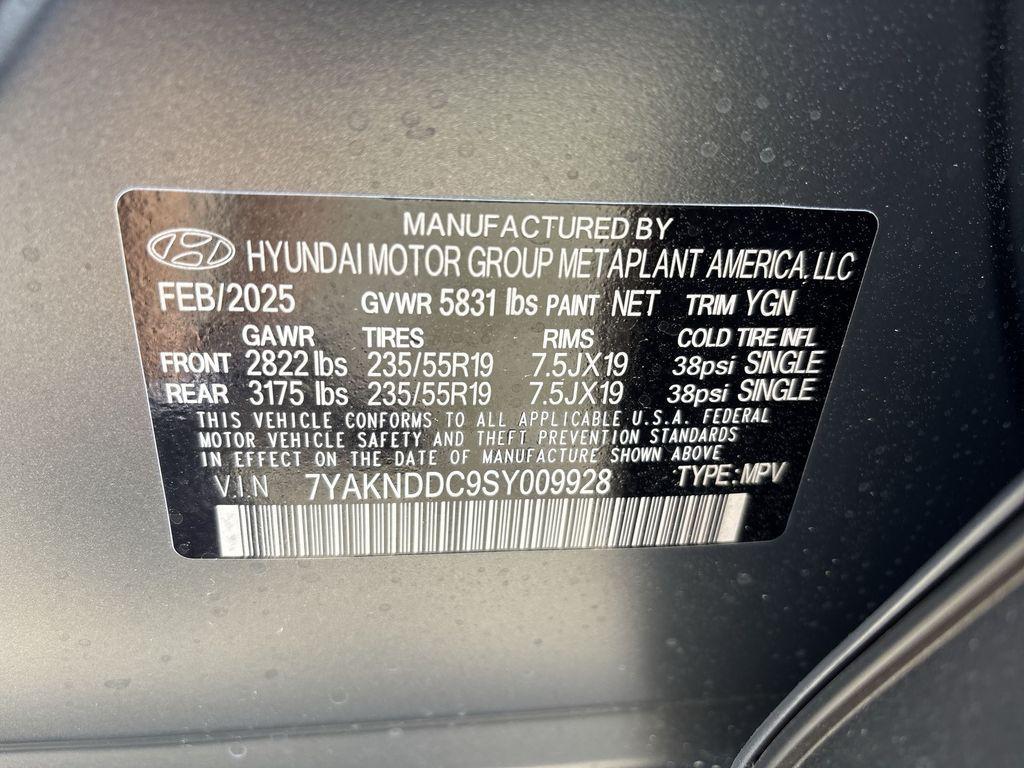 MANUFACTURED BY
HYUNDAI MOTOR GROUP METAPLANT AMERICA, LLC
FEB/2025 GVWR 5831 lbs PAINT NET TRIM YGN
GAWR TIRES RIMS COLD TIRE INFL
FRONT 2822 lbs 235/55R19 7.5JX19 38psi SINGLE
REAR 3175 lbs 235/55R19 7.5JX19 38psi SINGLE
THIS VEHICLE CONFORMS TO ALL APPLICABLE U.S.A. FEDERAL
MOTOR VEHICLE SAFETY AND THEFT PREVENTION STANDARDS
IN EFFECT ON THE DATE OF MANUFACTURE SHOWN ABOVE
V.I.N 7YAKNDDC9SY009928 TYPE:MPV